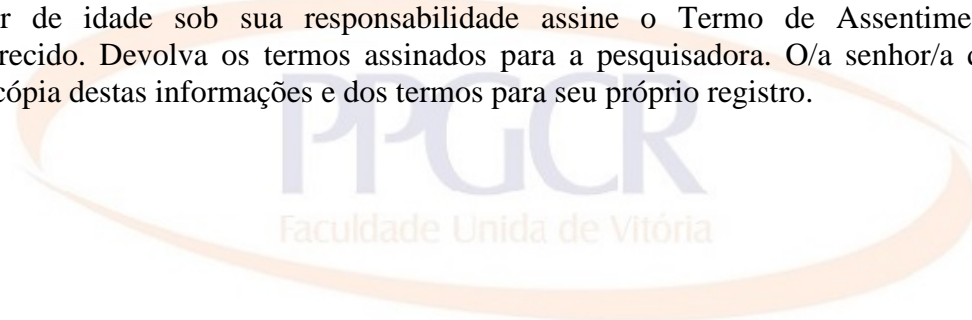 r de idade sob sua responsabilidade assine o Termo de Assentime
recido. Devolva os termos assinados para a pesquisadora. O/a senhor/a d
cópia destas informações e dos termos para seu próprio registro.
PPGCR
Faculdade Unida de Vitória